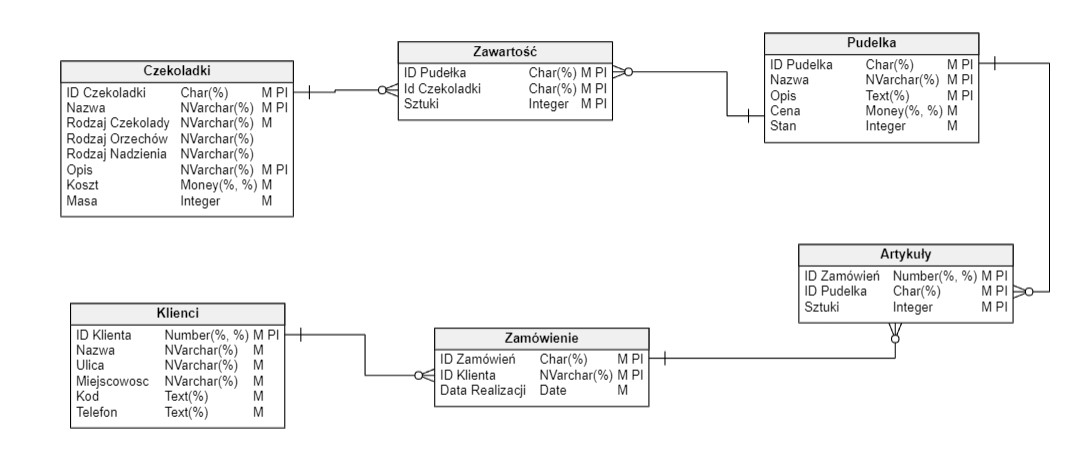 Czekoladki
ID Czekoladki Char(%) M PI
Nazwa NVarchar(%) M PI
Rodzaj Czekolady NVarchar(%) M
Rodzaj Orzechów NVarchar(%)
Rodzaj Nadzienia NVarchar(%)
Opis NVarchar(%) M PI
Koszt Money(%, %) M
Masa Integer M
Zawartość
ID Pudełka Char(%) M PI
Id Czekoladki Char(%) M PI
Sztuki Integer M PI
Pudelka
ID Pudelka Char(%) M PI
Nazwa NVarchar(%) M PI
Opis Text(%) M PI
Cena Money(%, %) M
Stan Integer M
Artykuły
ID Zamówień Number(%, %) M PI
ID Pudelka Char(%) M PI
Sztuki Integer M PI
Klienci
ID Klienta Number(%, %) M PI
Nazwa NVarchar(%) M
Ulica NVarchar(%) M
Miejscowosc NVarchar(%) M
Kod Text(%) M
Telefon Text(%) M
Zamówienie
ID Zamówień Char(%) M PI
ID Klienta NVarchar(%) M PI
Data Realizacji Date M